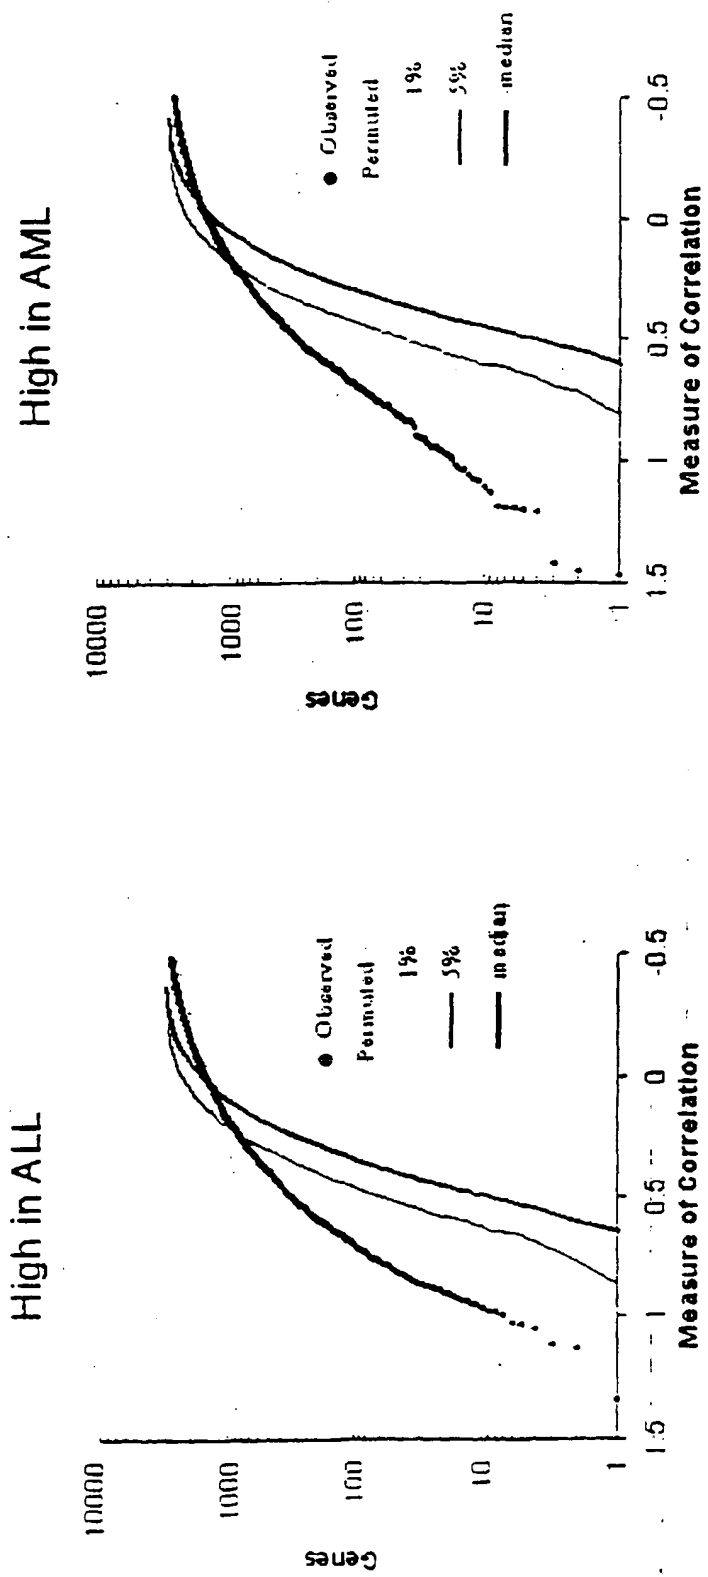 High in ALL
Genes
10000
1000
100
10
1
1.5
1
0.5
0
-0.5
Measure of Correlation
Observed
Permuted
1%
5%
median
High in AML
Genes
10000
1000
100
10
1
1.5
1
0.5
0
-0.5
Measure of Correlation
Observed
Permuted
1%
5%
median